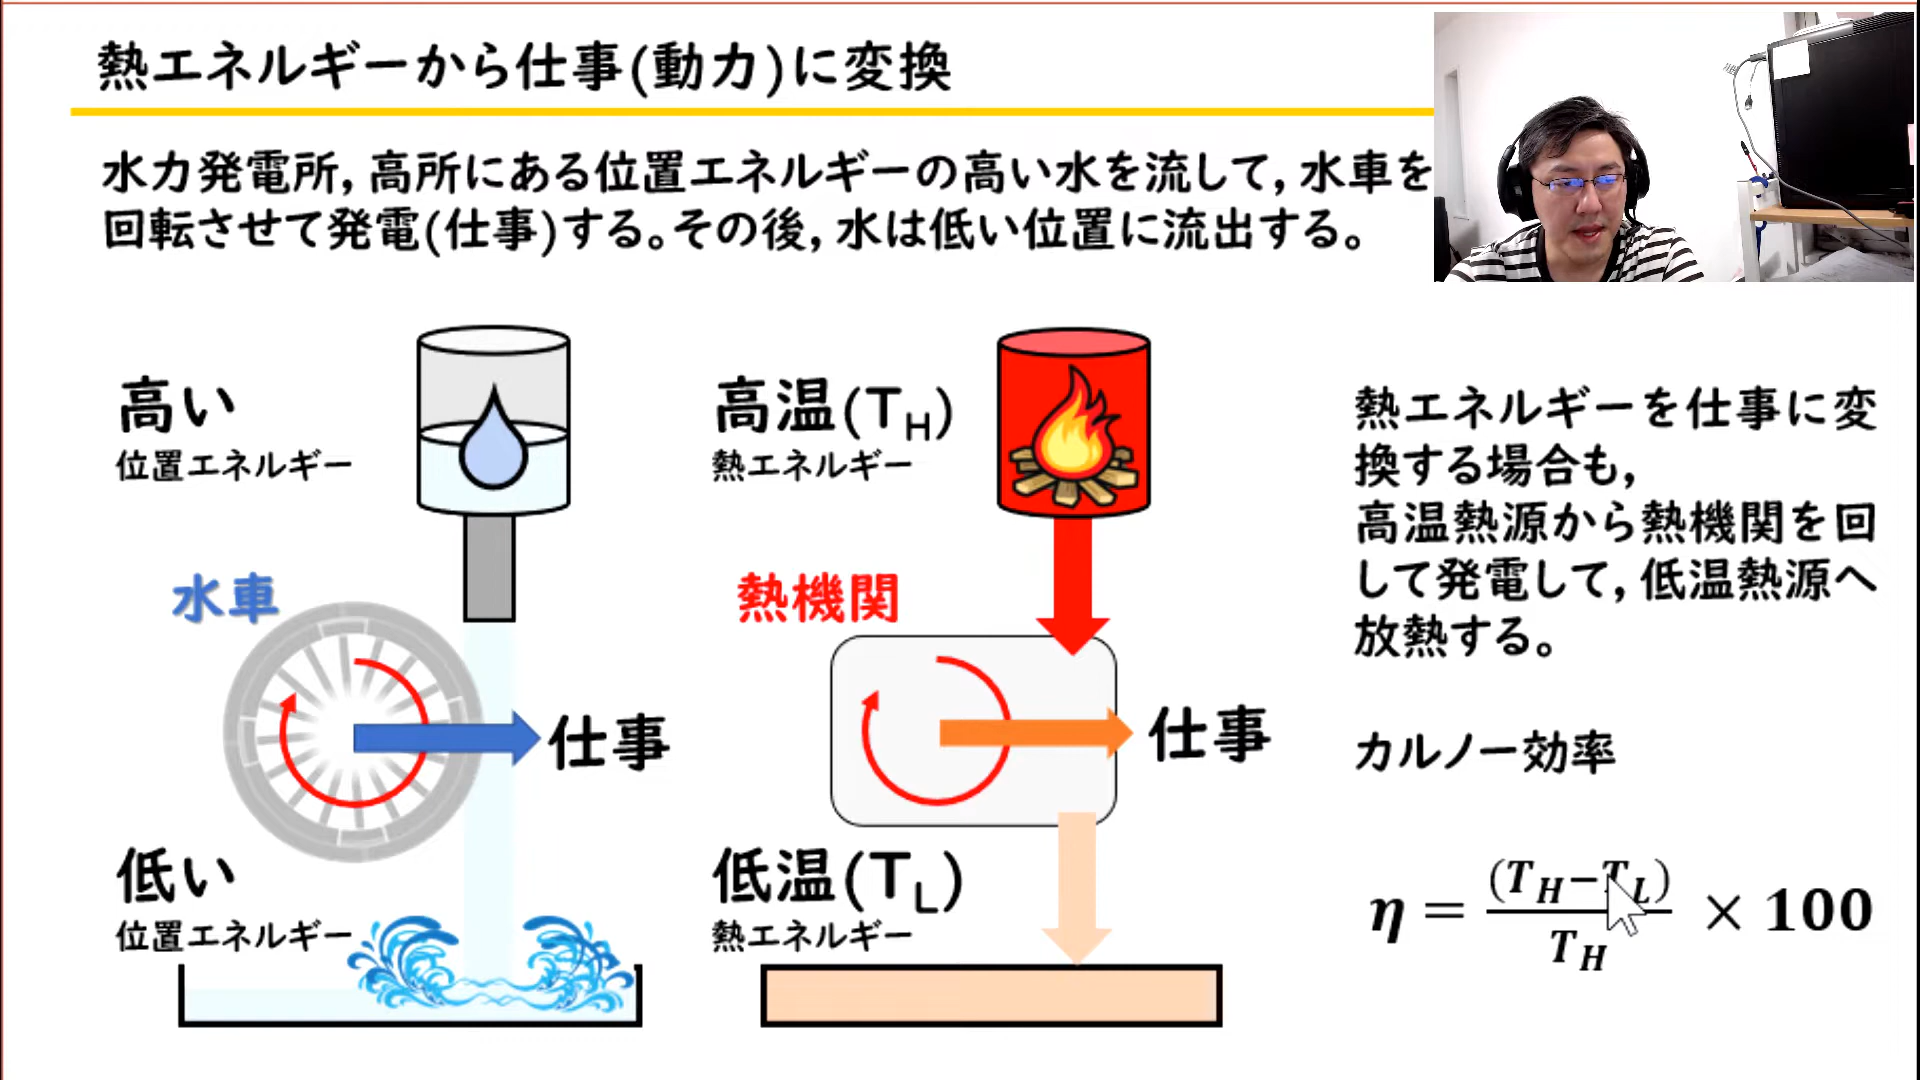 熱エネルギーから仕事(動力)に変換
水力発電所,高所にある位置エネルギーの高い水を流して,水車を
回転させて発電(仕事)する。その後,水は低い位置に流出する。
高い
位置エネルギー
水車
仕事
低い
位置エネルギー
高温(T_H)
熱エネルギー
熱機関
仕事
低温(T_L)
熱エネルギー
熱エネルギーを仕事に変
換する場合も,
高温熱源から熱機関を回
して発電して,低温熱源へ
放熱する。
カルノー効率
η = (T_H−T_L) / T_H × 100